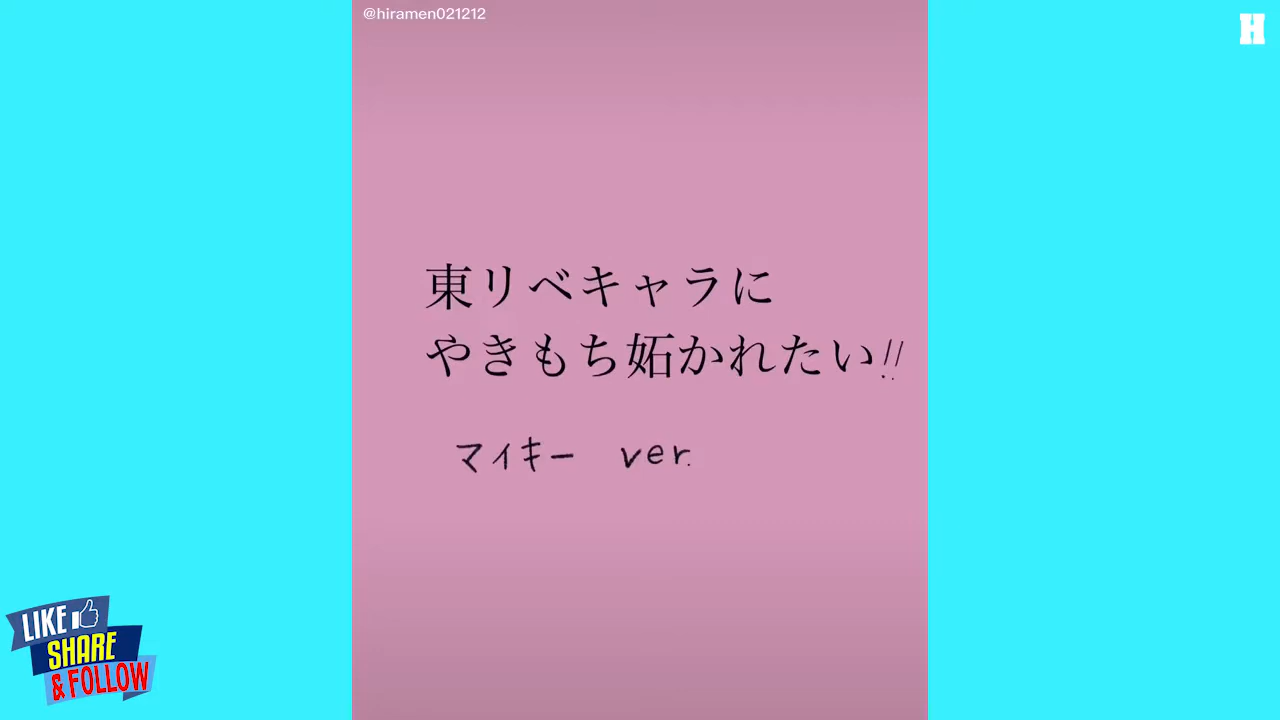 @hiramen021212
H
東リベキャラに
やきもち妬かれたい!!
マイキー ver.
LIKE
SHARE
& FOLLOW